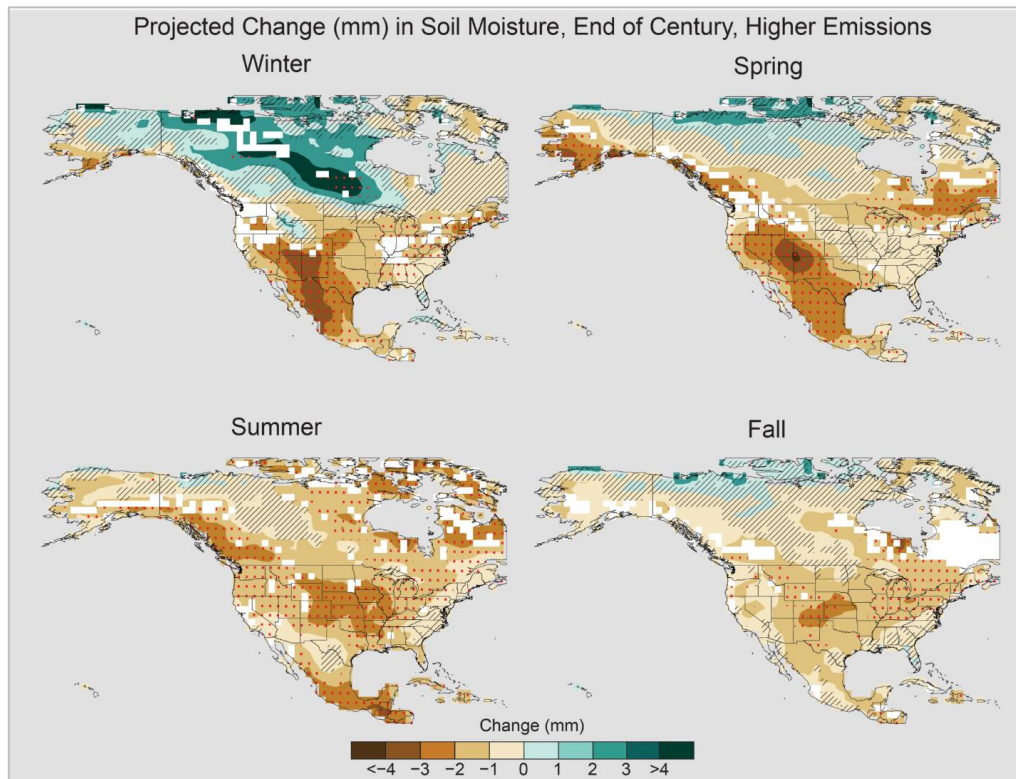 Projected Change (mm) in Soil Moisture, End of Century, Higher Emissions
Winter
Spring
Summer
Fall
Change (mm)
<−4 −3 −2 −1 0 1 2 3 >4